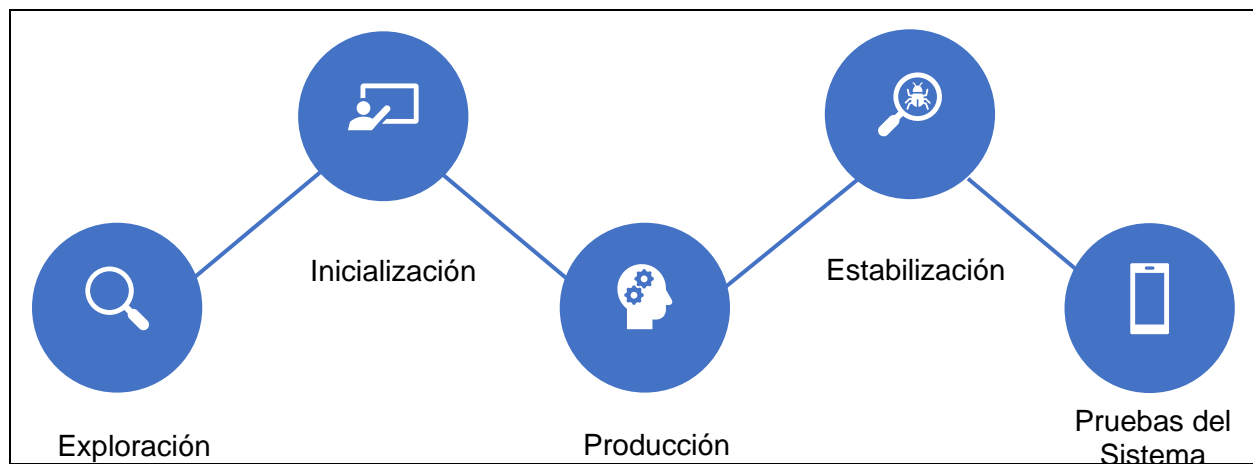 Exploración
Inicialización
Producción
Estabilización
Pruebas del
Sistema